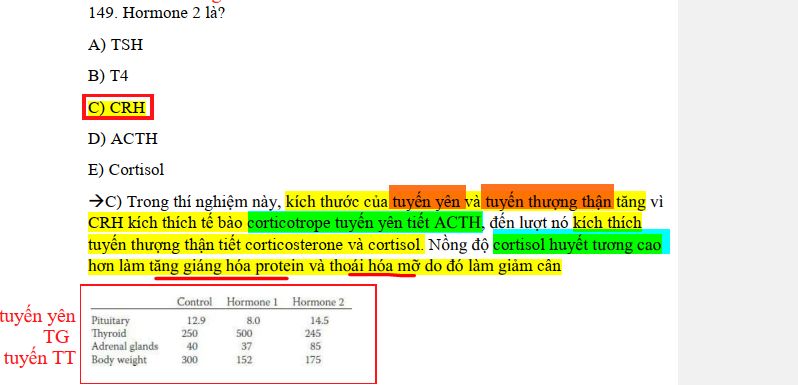 149. Hormone 2 là?
A) TSH
B) T4
C) CRH
D) ACTH
E) Cortisol
→C) Trong thí nghiệm này, kích thước của tuyến yên và tuyến thượng thận tăng vì
CRH kích thích tế bào corticotrope tuyến yên tiết ACTH, đến lượt nó kích thích
tuyến thượng thận tiết corticosterone và cortisol. Nồng độ cortisol huyết tương cao
hơn làm tăng giáng hóa protein và thoái hóa mỡ do đó làm giảm cân
Control Hormone 1 Hormone 2
tuyến yên Pituitary 12.9 8.0 14.5
TG Thyroid 250 500 245
Adrenal glands 40 37 85
tuyến TT Body weight 300 152 175